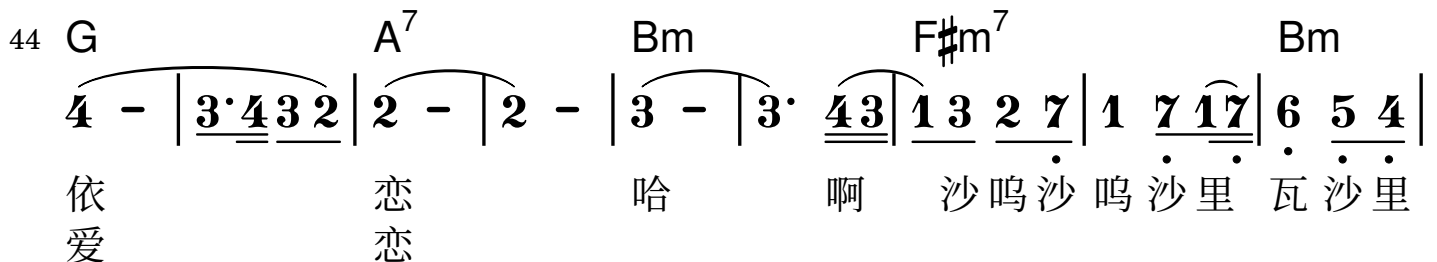 44 G A7 Bm F♯m7 Bm
4 – | 3· 4 3 2 | 2 – | 2 – | 3 – | 3· 4 3 | 1 3 2 7 | 1 7 1 7 | 6 5 4 |
依 恋 哈 啊 沙 呜 沙 呜 沙 里 瓦 沙 里
爱 恋